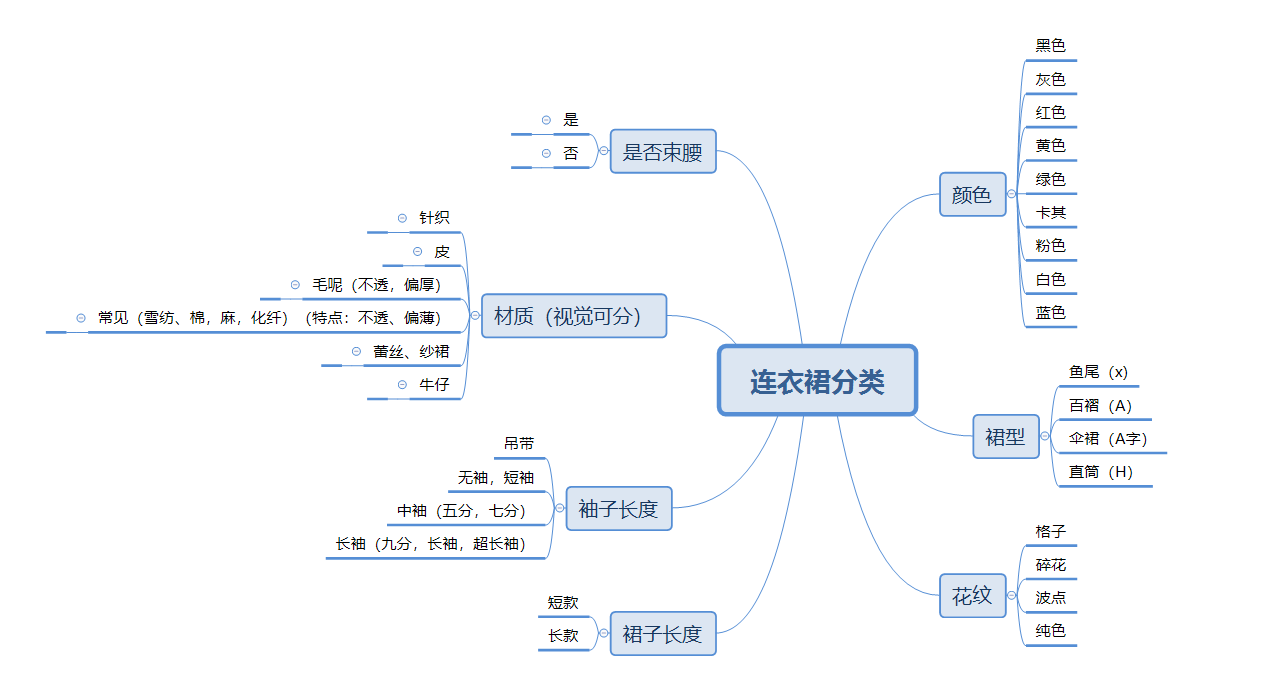 连衣裙分类
颜色
黑色
灰色
红色
黄色
绿色
卡其
粉色
白色
蓝色
裙型
鱼尾（x)
百褶（A）
伞裙（A字）
直筒（H）
花纹
格子
碎花
波点
纯色
是否束腰
是
否
材质（视觉可分）
针织
皮
毛呢（不透，偏厚）
常见（雪纺、棉，麻，化纤）（特点：不透、偏薄）
蕾丝、纱裙
牛仔
袖子长度
吊带
无袖，短袖
中袖（五分，七分）
长袖（九分，长袖，超长袖）
裙子长度
短款
长款